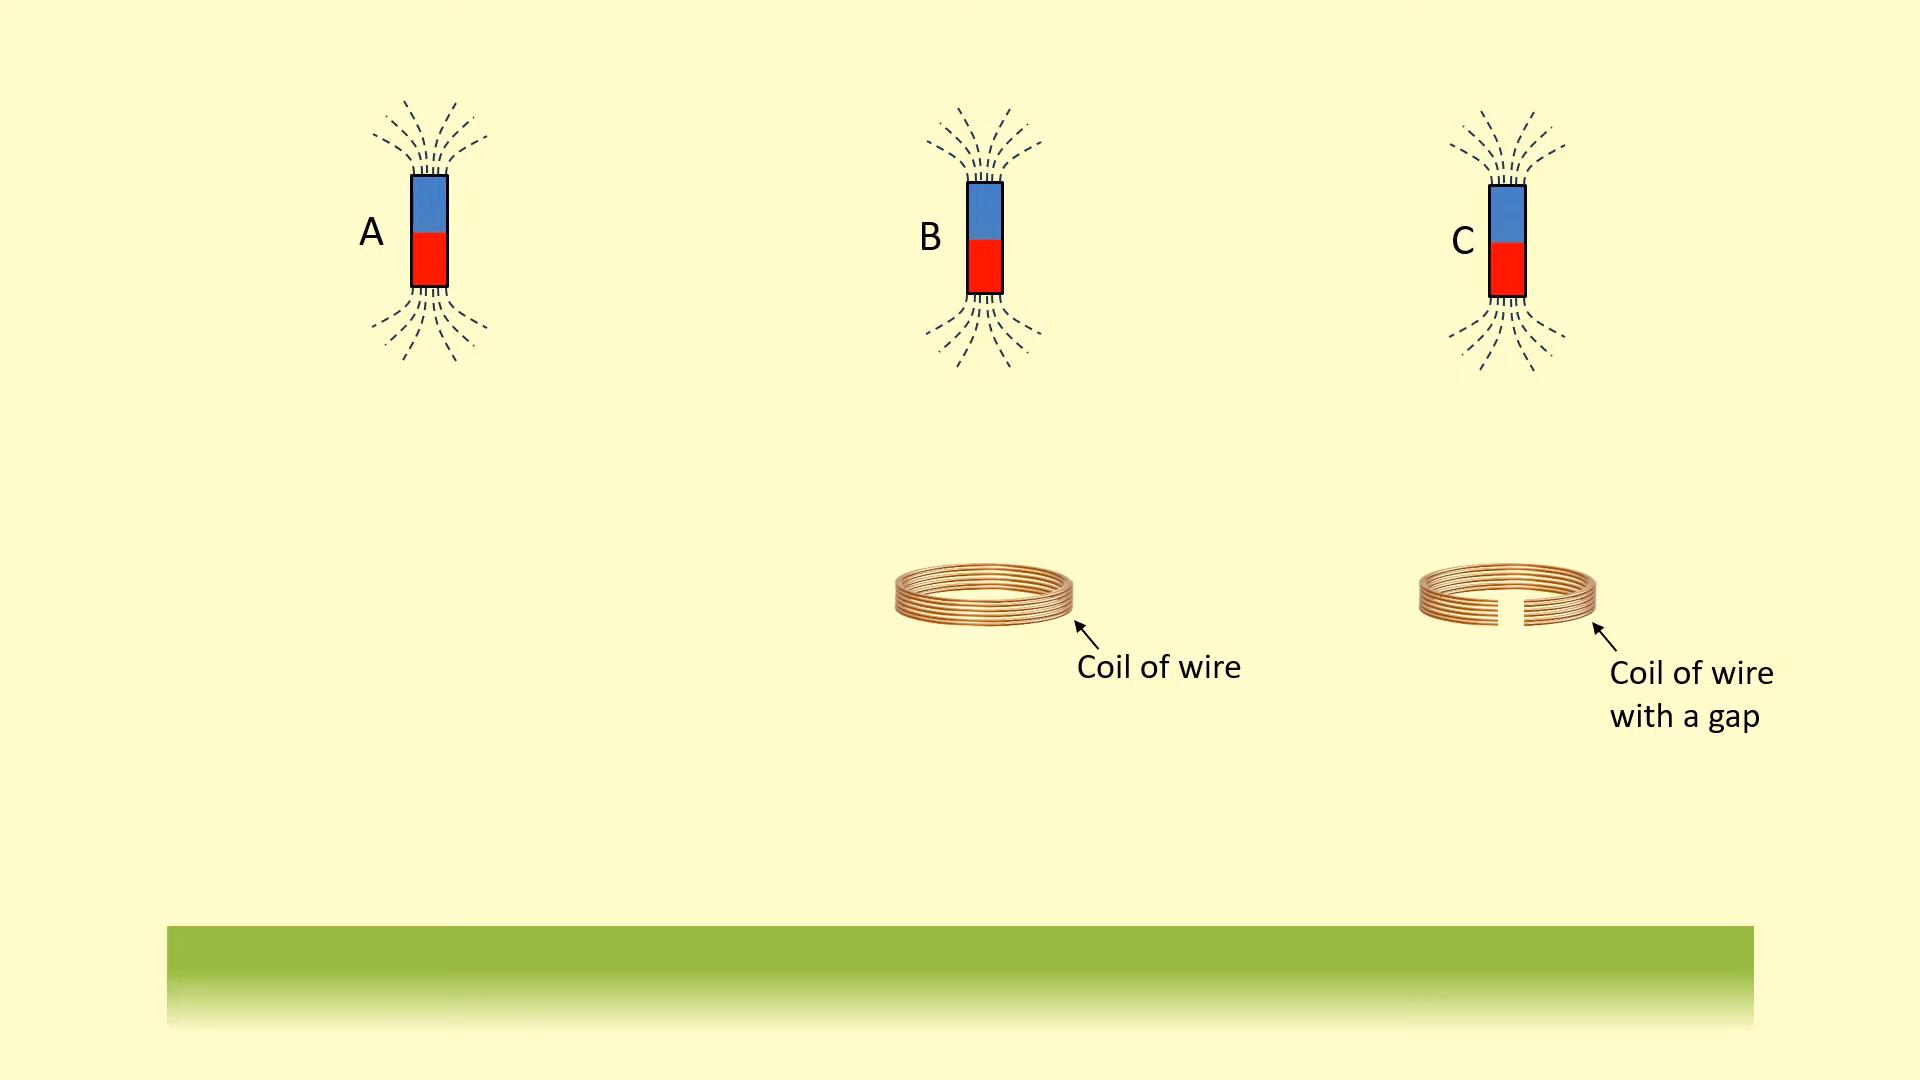 A
B
C
Coil of wire
Coil of wire
with a gap